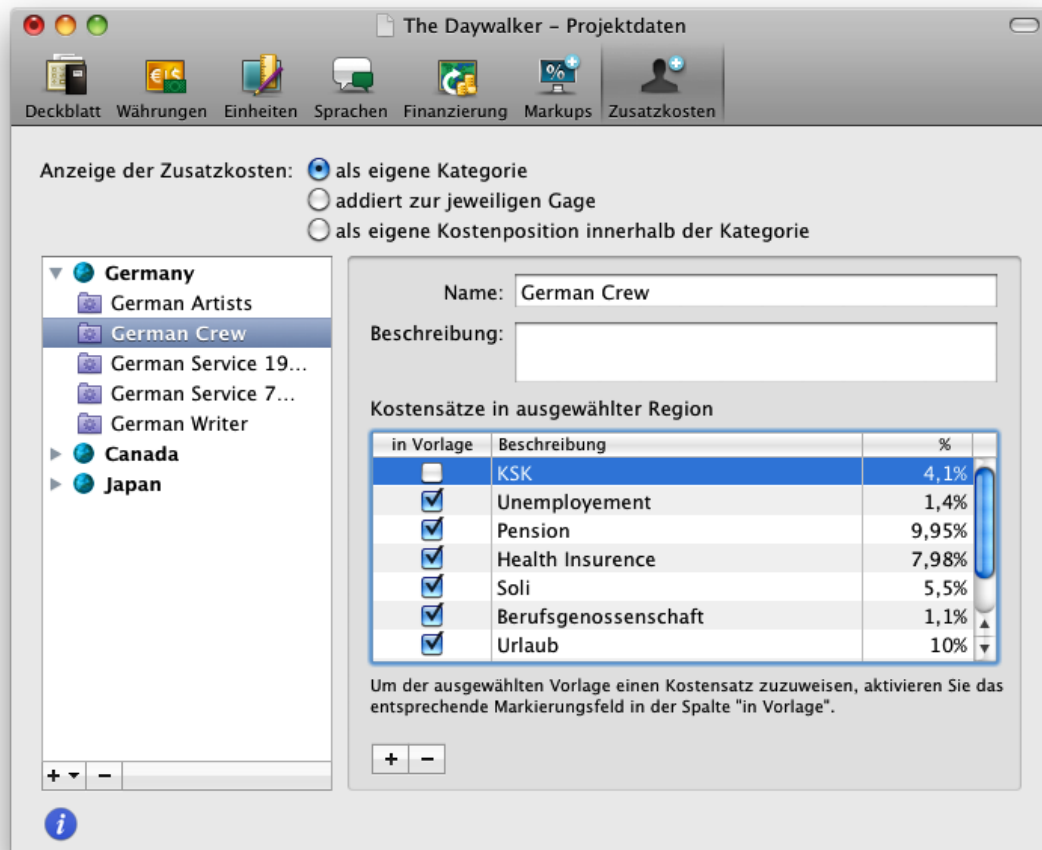 The Daywalker – Projektdaten
Deckblatt Währungen Einheiten Sprachen Finanzierung Markups Zusatzkosten
Anzeige der Zusatzkosten: als eigene Kategorie
addiert zur jeweiligen Gage
als eigene Kostenposition innerhalb der Kategorie
Germany
German Artists
German Crew
German Service 19...
German Service 7...
German Writer
Canada
Japan
Name: German Crew
Beschreibung:
Kostensätze in ausgewählter Region
in Vorlage Beschreibung %
KSK 4,1%
Unemployement 1,4%
Pension 9,95%
Health Insurence 7,98%
Soli 5,5%
Berufsgenossenschaft 1,1%
Urlaub 10%
Um der ausgewählten Vorlage einen Kostensatz zuzuweisen, aktivieren Sie das
entsprechende Markierungsfeld in der Spalte "in Vorlage".